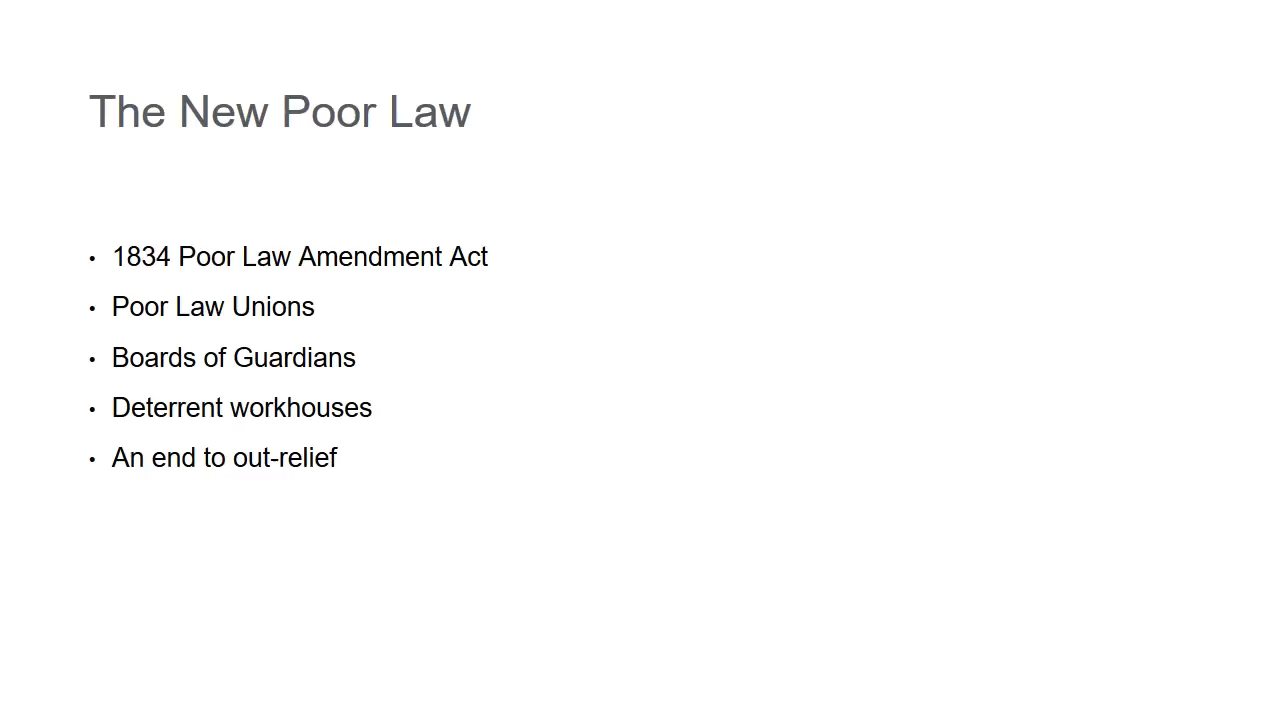 The New Poor Law
• 1834 Poor Law Amendment Act
• Poor Law Unions
• Boards of Guardians
• Deterrent workhouses
• An end to out-relief